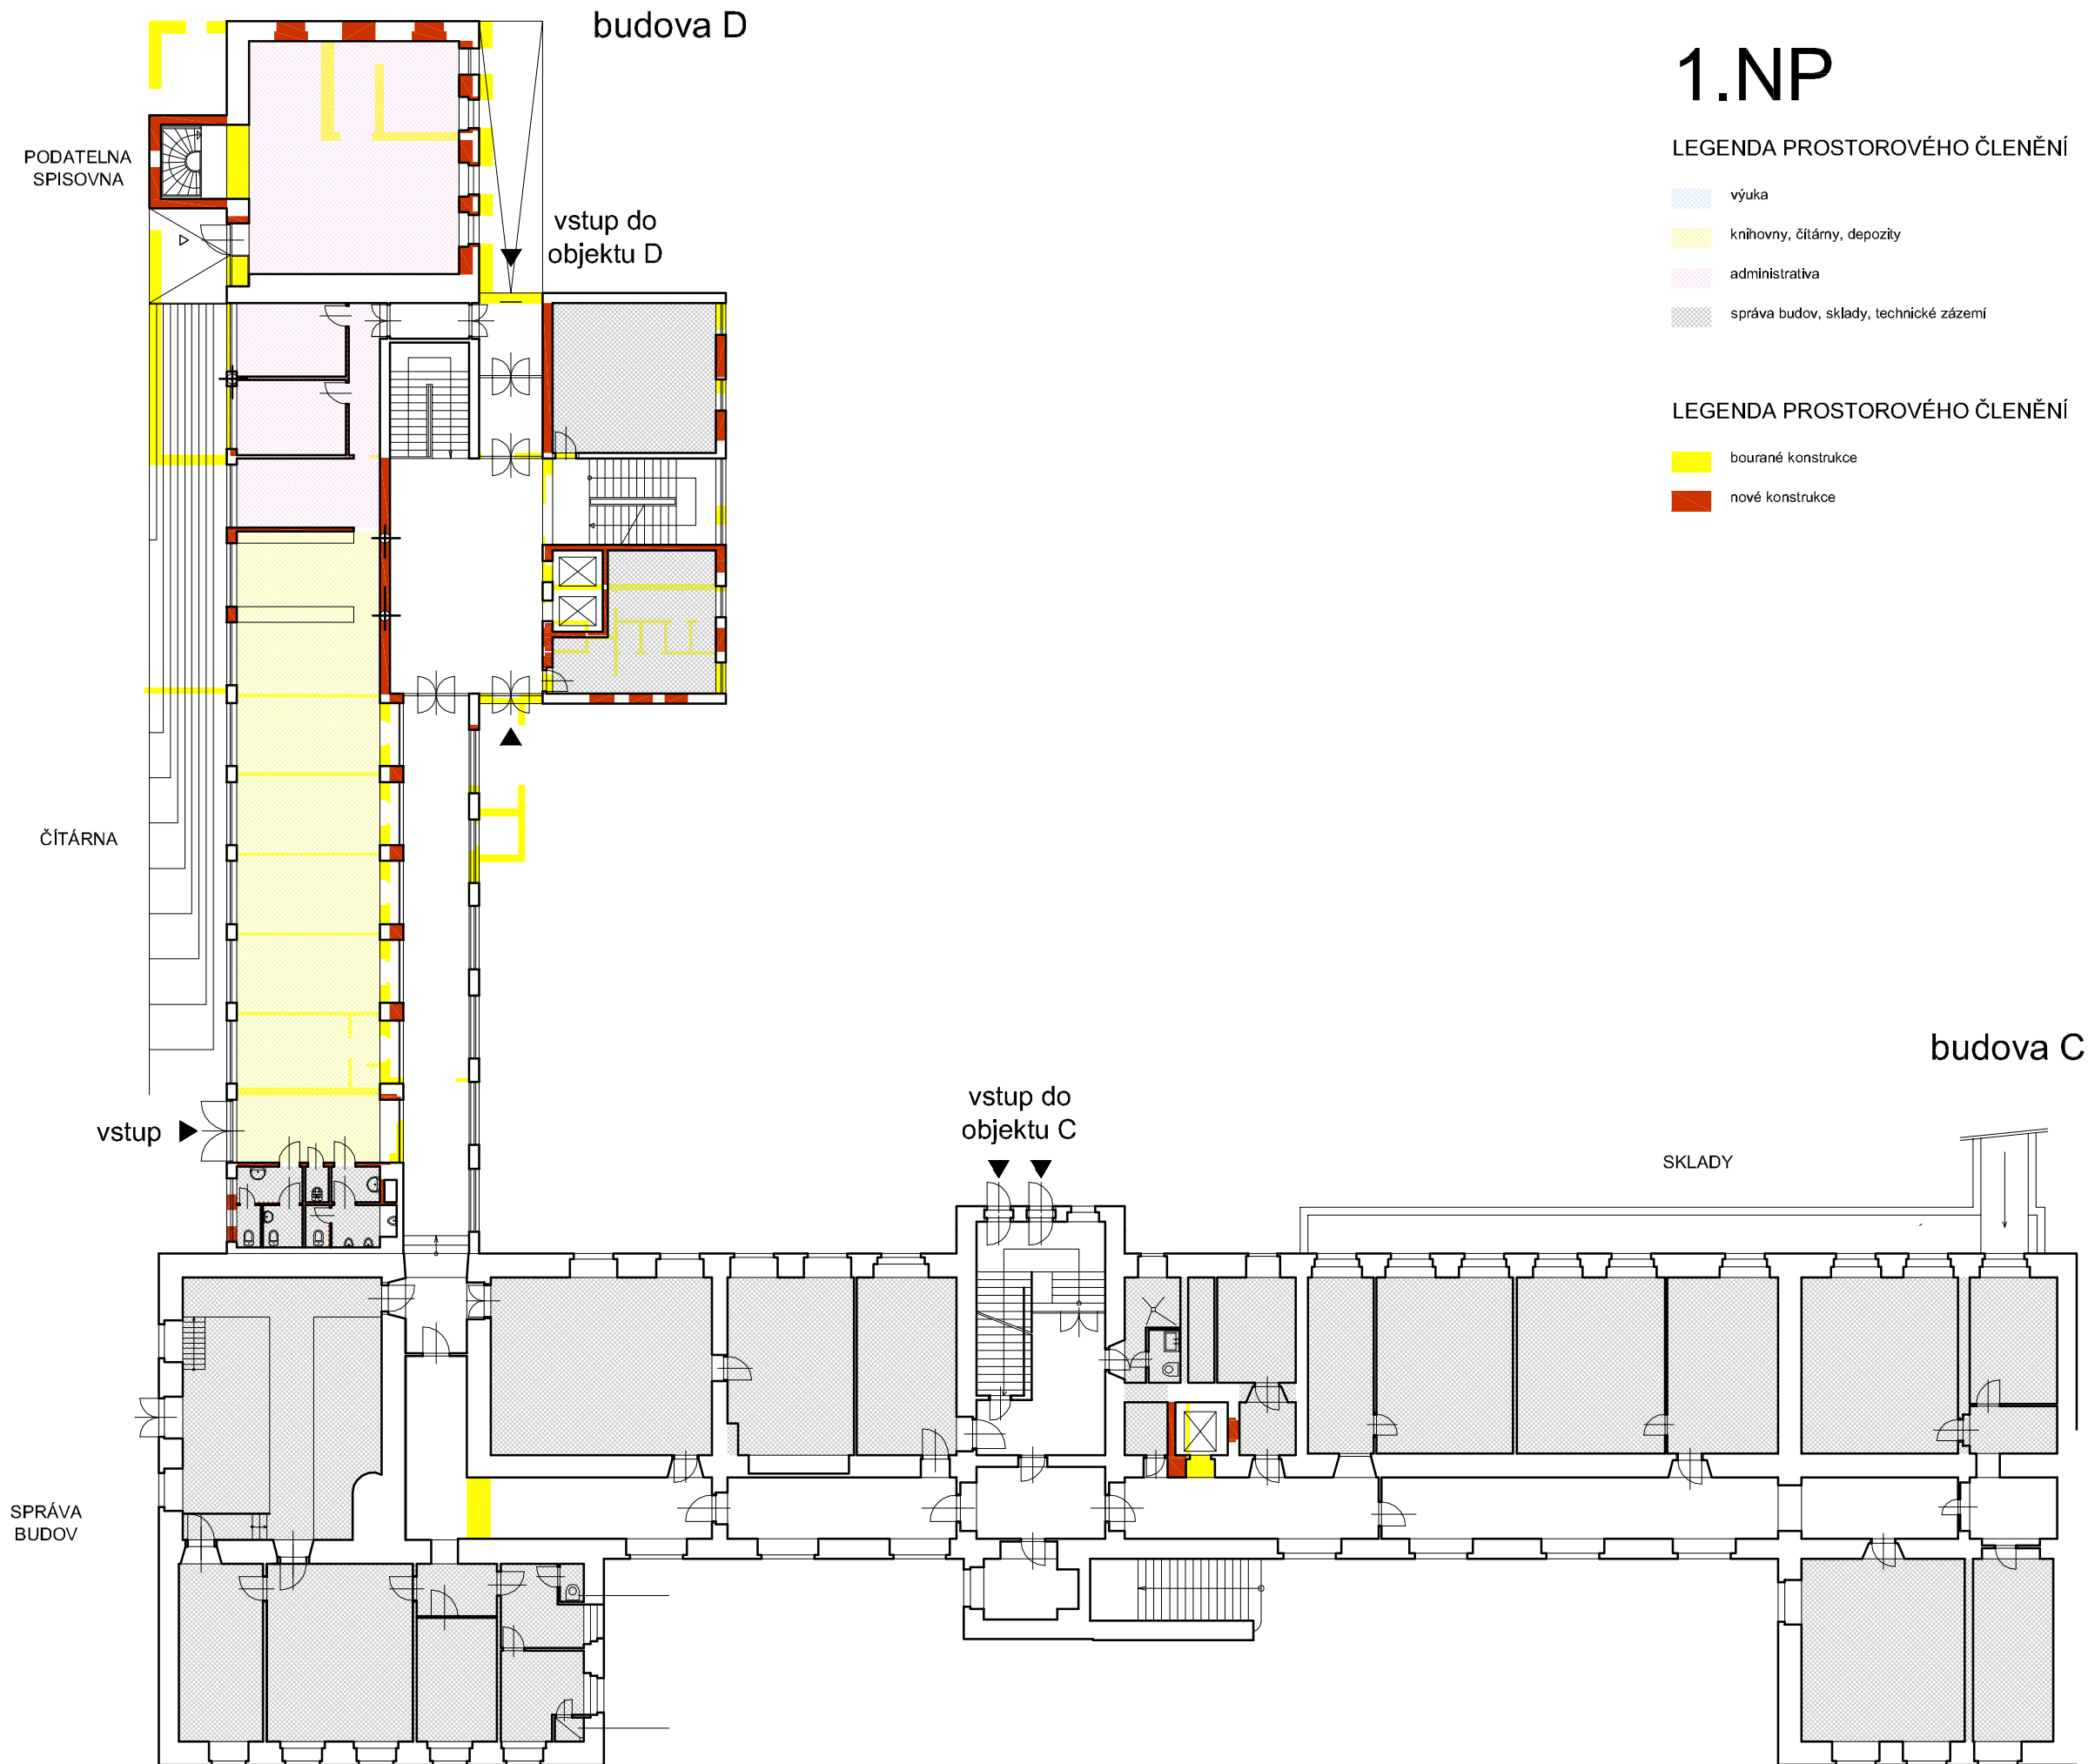 budova D
1.NP
LEGENDA PROSTOROVÉHO ČLENĚNÍ
PODATELNA
SPISOVNA
výuka
vstup do
objektu D
knihovny, čítárny, depozity
administrativa
správa budov, sklady, technické zázemí
LEGENDA PROSTOROVÉHO ČLENĚNÍ
bourané konstrukce
nové konstrukce
ČÍTÁRNA
budova C
vstup do
objektu C
vstup
SKLADY
SPRÁVA
BUDOV